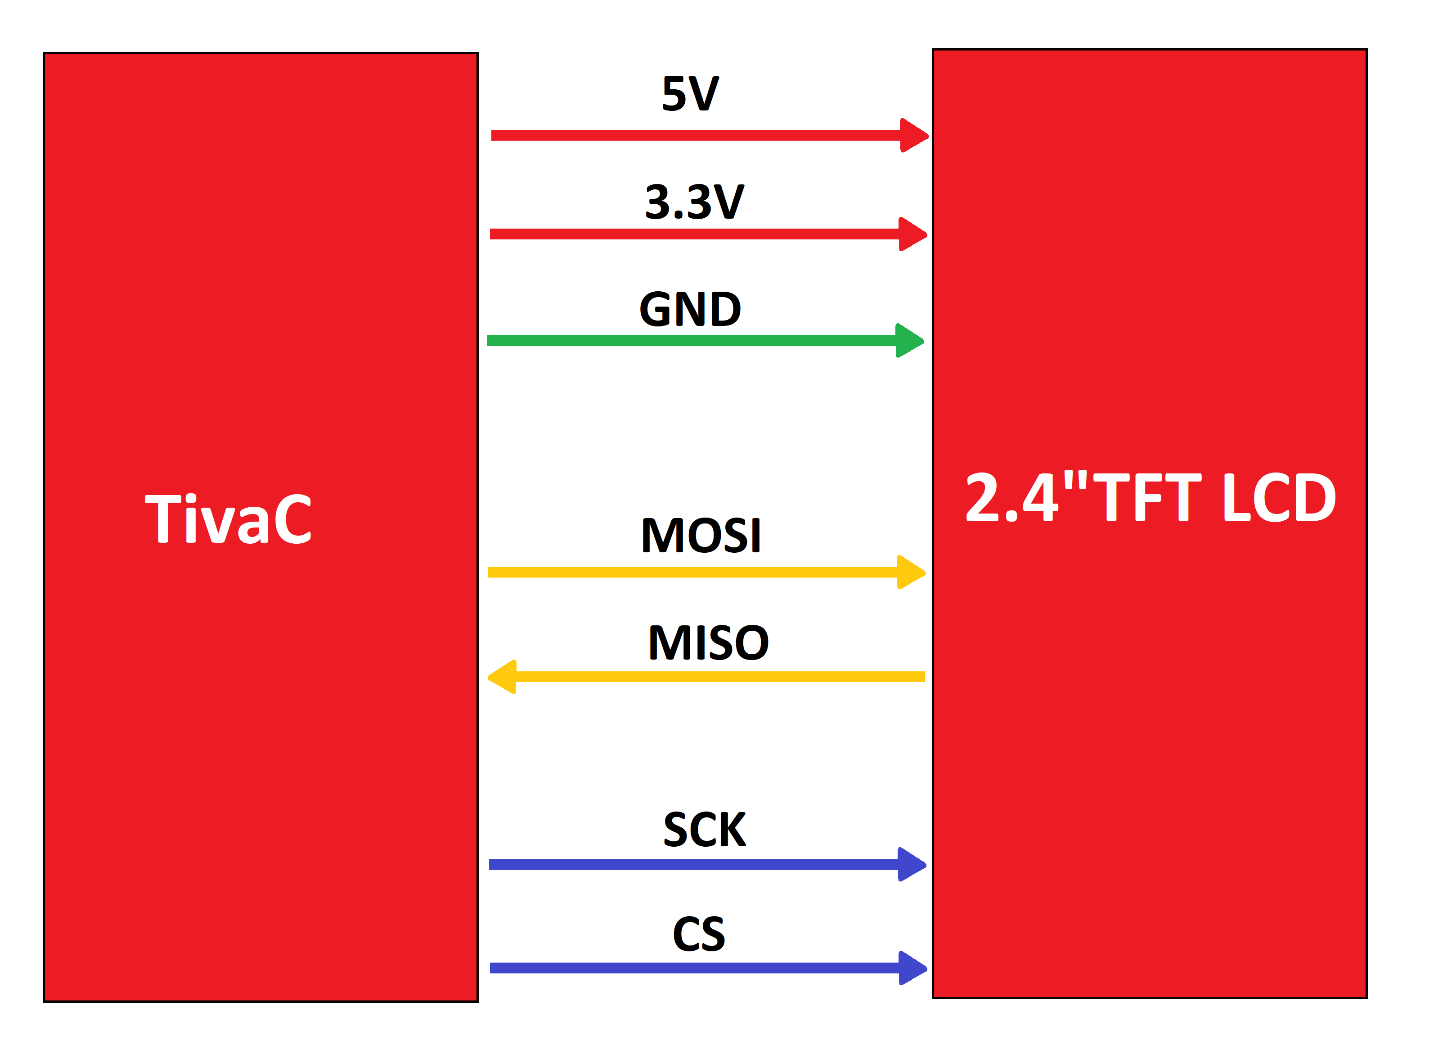 5V
3.3V
GND
TivaC
2.4"TFT LCD
MOSI
MISO
SCK
CS